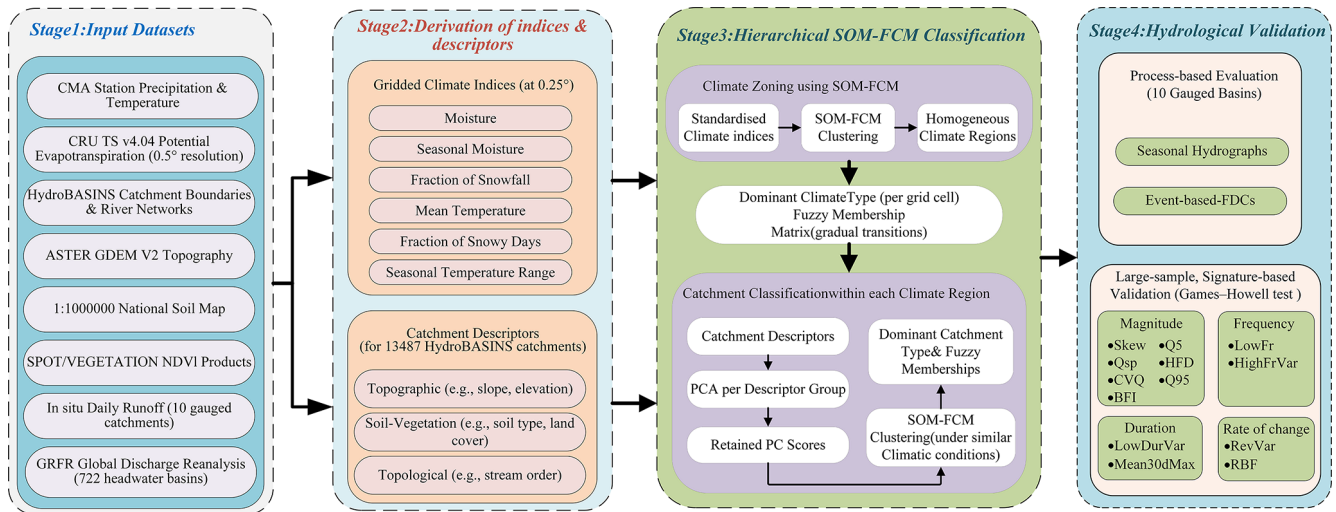 Stage1:Input Datasets
CMA Station Precipitation &
Temperature
CRU TS v4.04 Potential
Evapotranspiration (0.5° resolution)
HydroBASINS Catchment Boundaries
& River Networks
ASTER GDEM V2 Topography
1:1000000 National Soil Map
SPOT/VEGETATION NDVl Products
In situ Daily Runoff (10 gauged
catchments)
GRFR Global Discharge Reanalysis
(722 headwater basins)
Stage2:Derivation of indices &
descriptors
Gridded Climate Indices (at 0.25°)
Moisture
Seasonal Moisture
Fraction of Snowfall
Mean Temperature
Fraction of Snowy Days
Seasonal Temperature Range
Catchment Descriptors
(for 13487 HydroBASINS catchments)
Topographic (e.g., slope, elevation)
Soil-Vegetation (e.g., soil type, land
cover)
Topological (e.g., stream order)
Stage3:Hierarchical SOM-FCM Classification
Climate Zoning using SOM-FCM
Standardised
Climate indices
SOM-FCM
Clustering
Homogeneous
Climate Regions
Dominant ClimateType (per grid cell)
Fuzzy Membership
Matrix(gradual transitions)
Catchment Classificationwithin each Climate Region
Catchment Descriptors
PCA per Descriptor Group
Retained PC Scores
SOM-FCM
Clustering(under similar
Climatic conditions)
Dominant Catchment
Type& Fuzzy
Memberships
Stage4:Hydrological Validation
Process-based Evaluation
(10 Gauged Basins)
Seasonal Hydrographs
Event-based-FDCs
Large-sample, Signature-based
Validation (Games–Howell test )
Magnitude
●Skew ●Q5
●Qsp ●HFD
●CVQ ●Q95
●BFI
Frequency
●LowFr
●HighFrVar
Duration
●LowDurVar
●Mean30dMax
Rate of change
●RevVar
●RBF